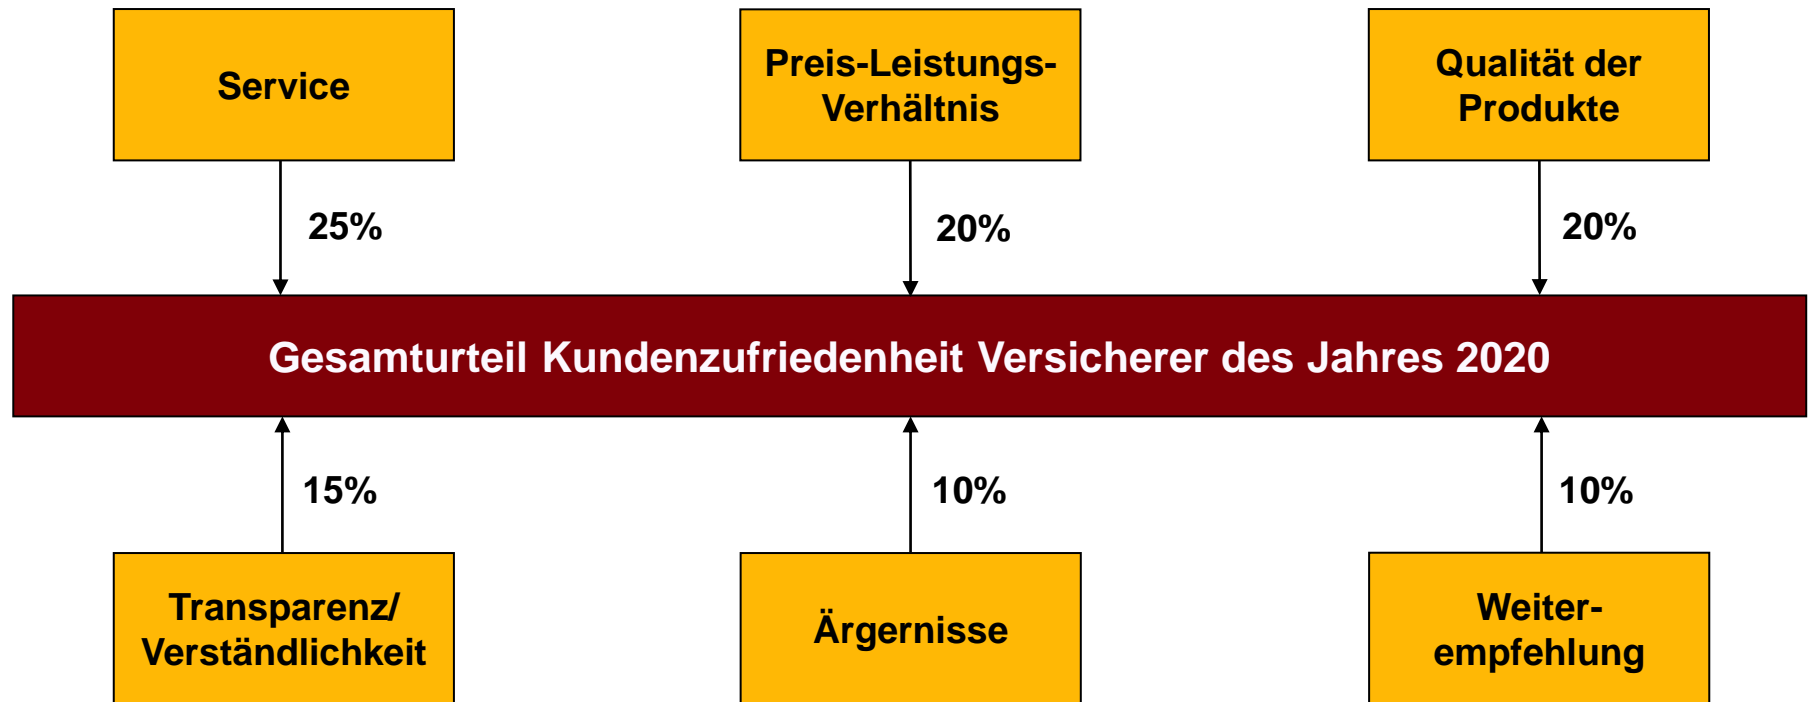 Service
Preis-Leistungs-
Verhältnis
Qualität der
Produkte
25%
20%
20%
Gesamturteil Kundenzufriedenheit Versicherer des Jahres 2020
15%
10%
10%
Transparenz/
Verständlichkeit
Ärgernisse
Weiter-
empfehlung